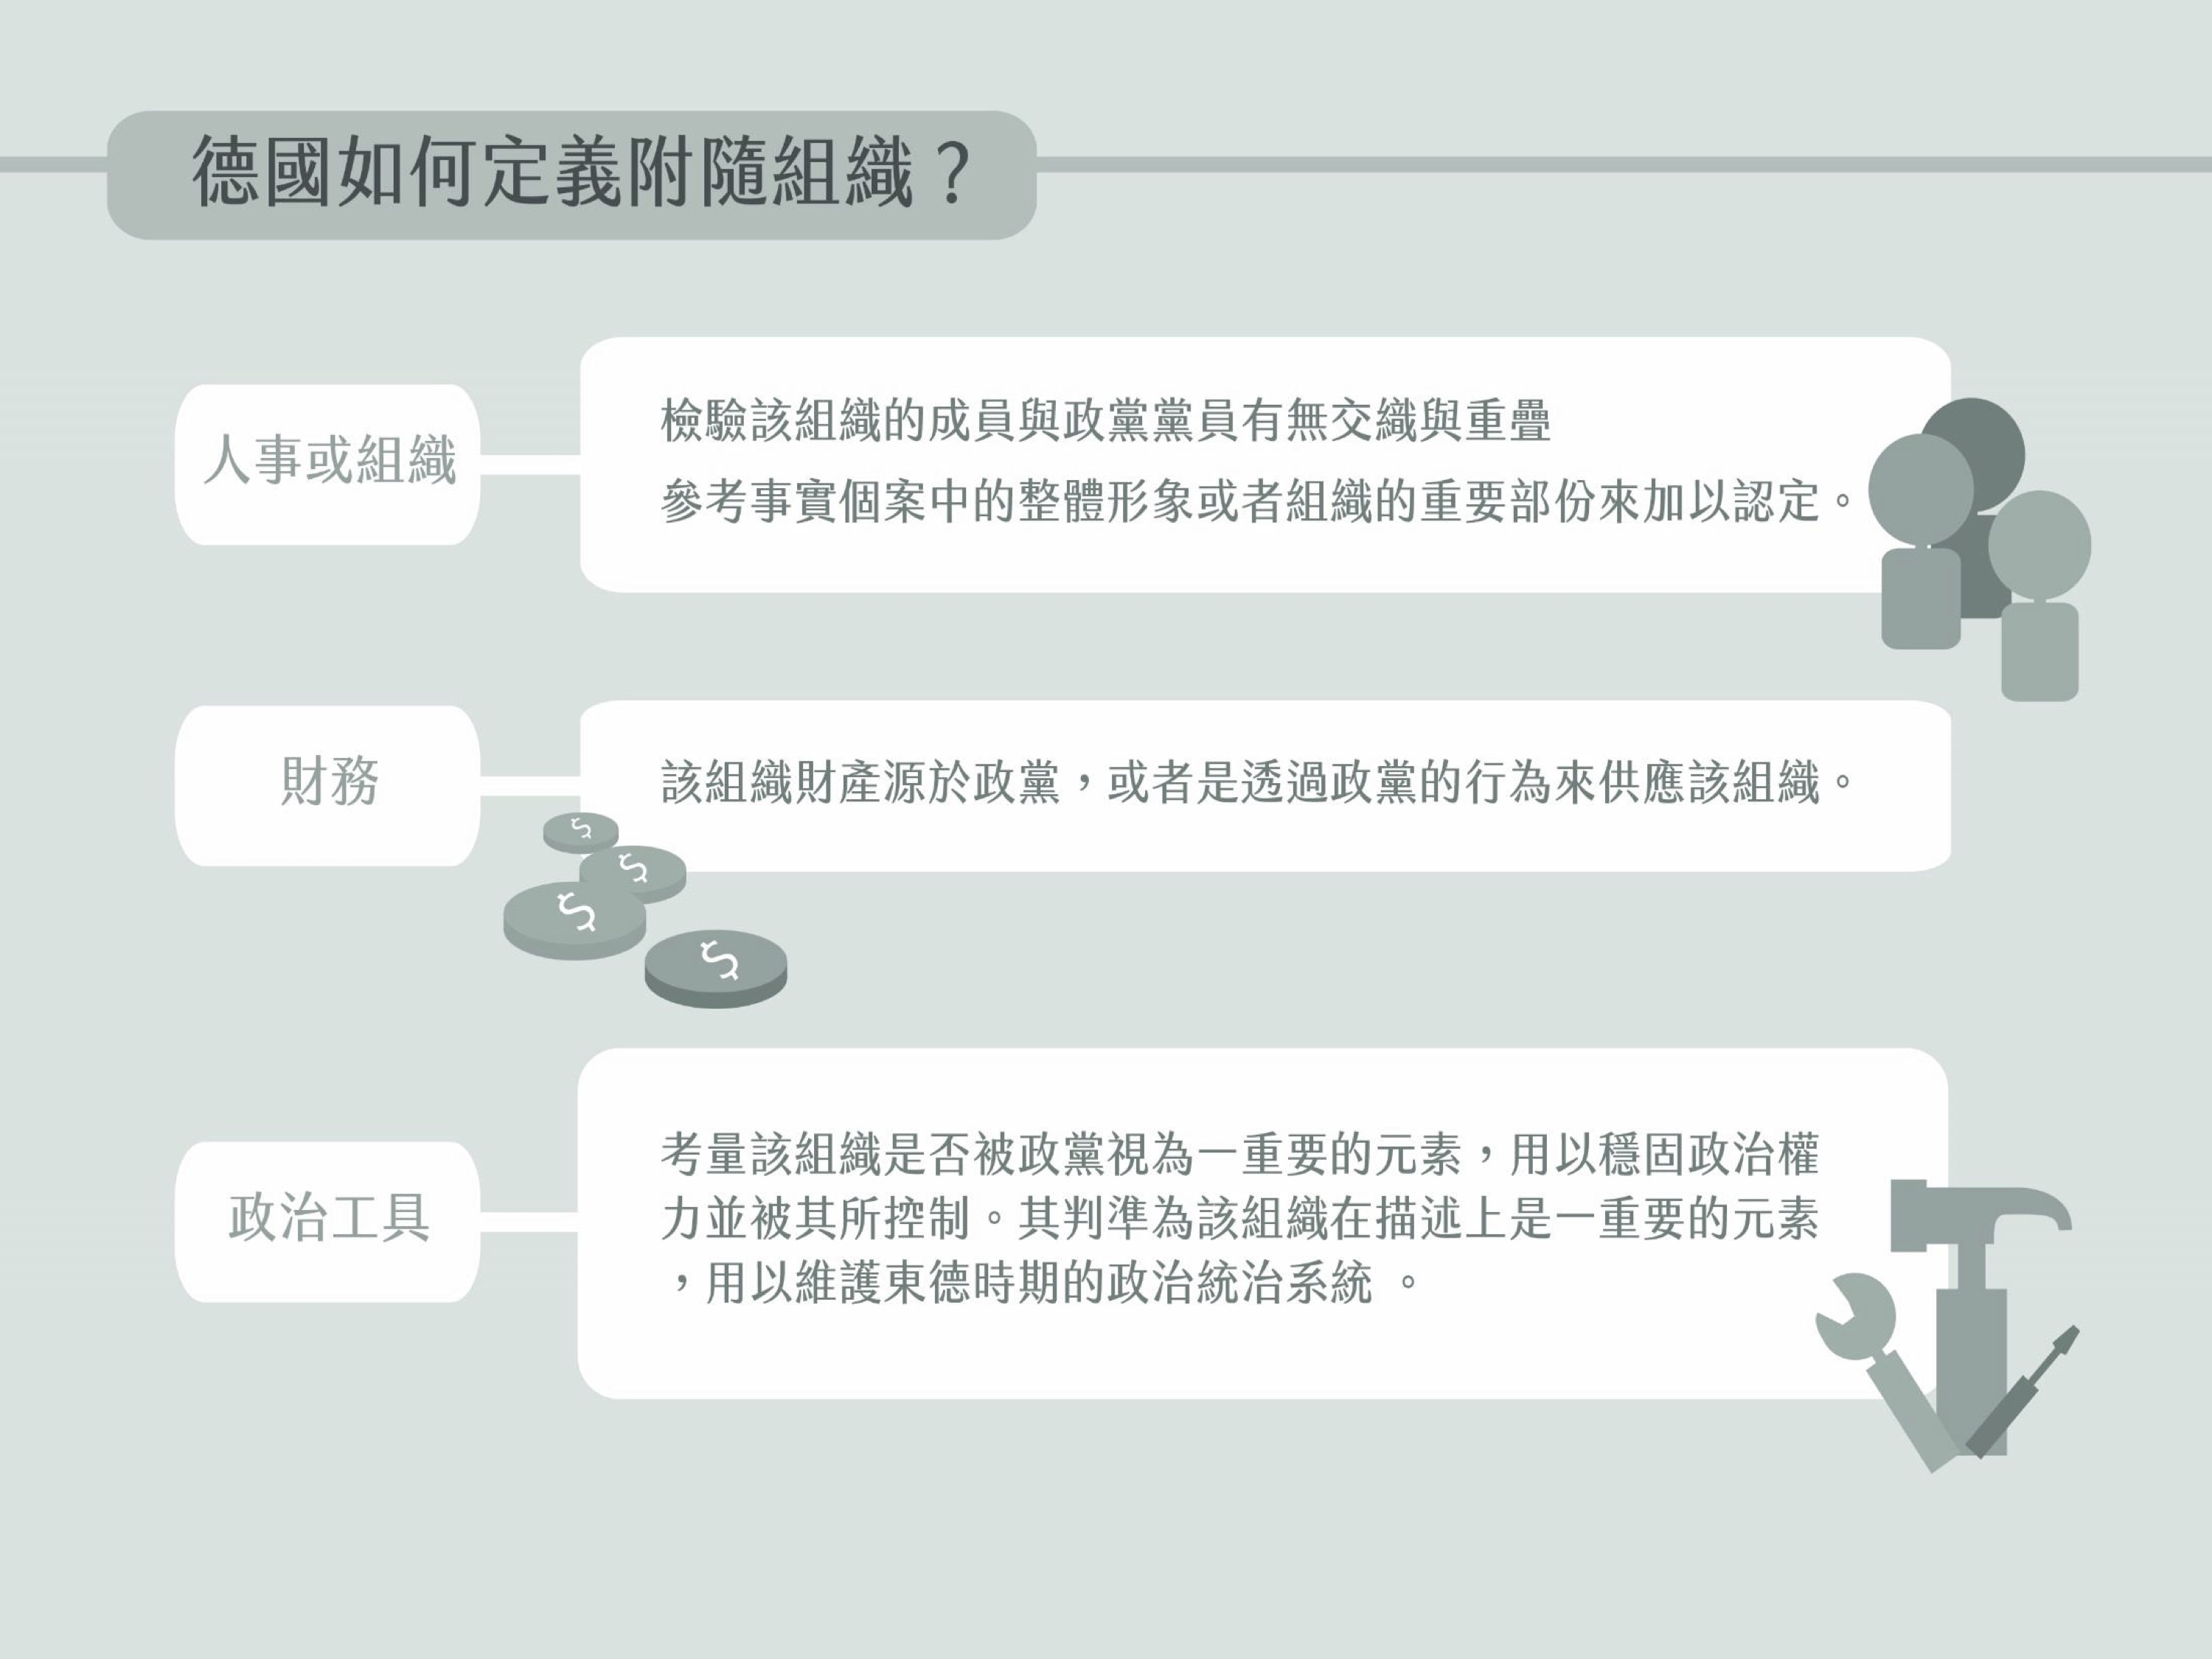 德國如何定義附隨組織？
人事或組織
檢驗該組織的成員與政黨黨員有無交織與重疊
參考事實個案中的整體形象或者組織的重要部份來加以認定。
財務
該組織財產源於政黨，或者是透過政黨的行為來供應該組織。
$
$
$
$
政治工具
考量該組織是否被政黨視為一重要的元素，用以穩固政治權
力並被其所控制。其判準為該組織在描述上是一重要的元素
，用以維護東德時期的政治統治系統 。